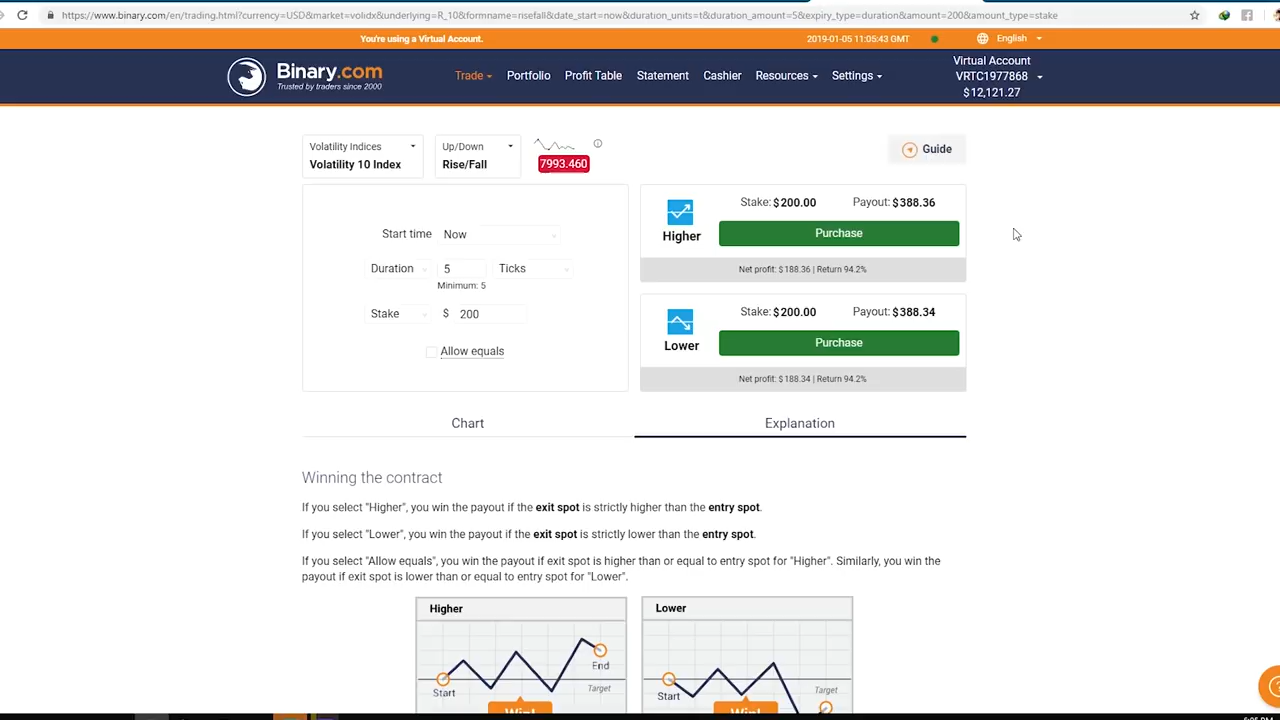 https://www.binary.com/en/trading.html?currency=USD&market=volidx&underlying=R_10&formname=risefall&date_start=now&duration_units=t&duration_amount=5&expiry_type=duration&amount=200&amount_type=stake
You're using a Virtual Account.
2019-01-05 11:05:43 GMT
English
Binary.com
Trusted by traders since 2000
Trade
Portfolio
Profit Table
Statement
Cashier
Resources
Settings
Virtual Account
VRTC1977868
$12,121.27
Volatility Indices
Volatility 10 Index
Up/Down
Rise/Fall
7993.460
Guide
Start time Now
Duration 5 Ticks
Minimum: 5
Stake $ 200
Allow equals
Higher
Stake: $200.00 Payout: $388.36
Purchase
Net profit: $188.36 | Return 94.2%
Lower
Stake: $200.00 Payout: $388.34
Purchase
Net profit: $188.34 | Return 94.2%
Chart
Explanation
Winning the contract
If you select "Higher", you win the payout if the exit spot is strictly higher than the entry spot.
If you select "Lower", you win the payout if the exit spot is strictly lower than the entry spot.
If you select "Allow equals", you win the payout if exit spot is higher than or equal to entry spot for "Higher". Similarly, you win the
payout if exit spot is lower than or equal to entry spot for "Lower".
Higher
End
Start
Target
Win!
Lower
Start
Target
Win!